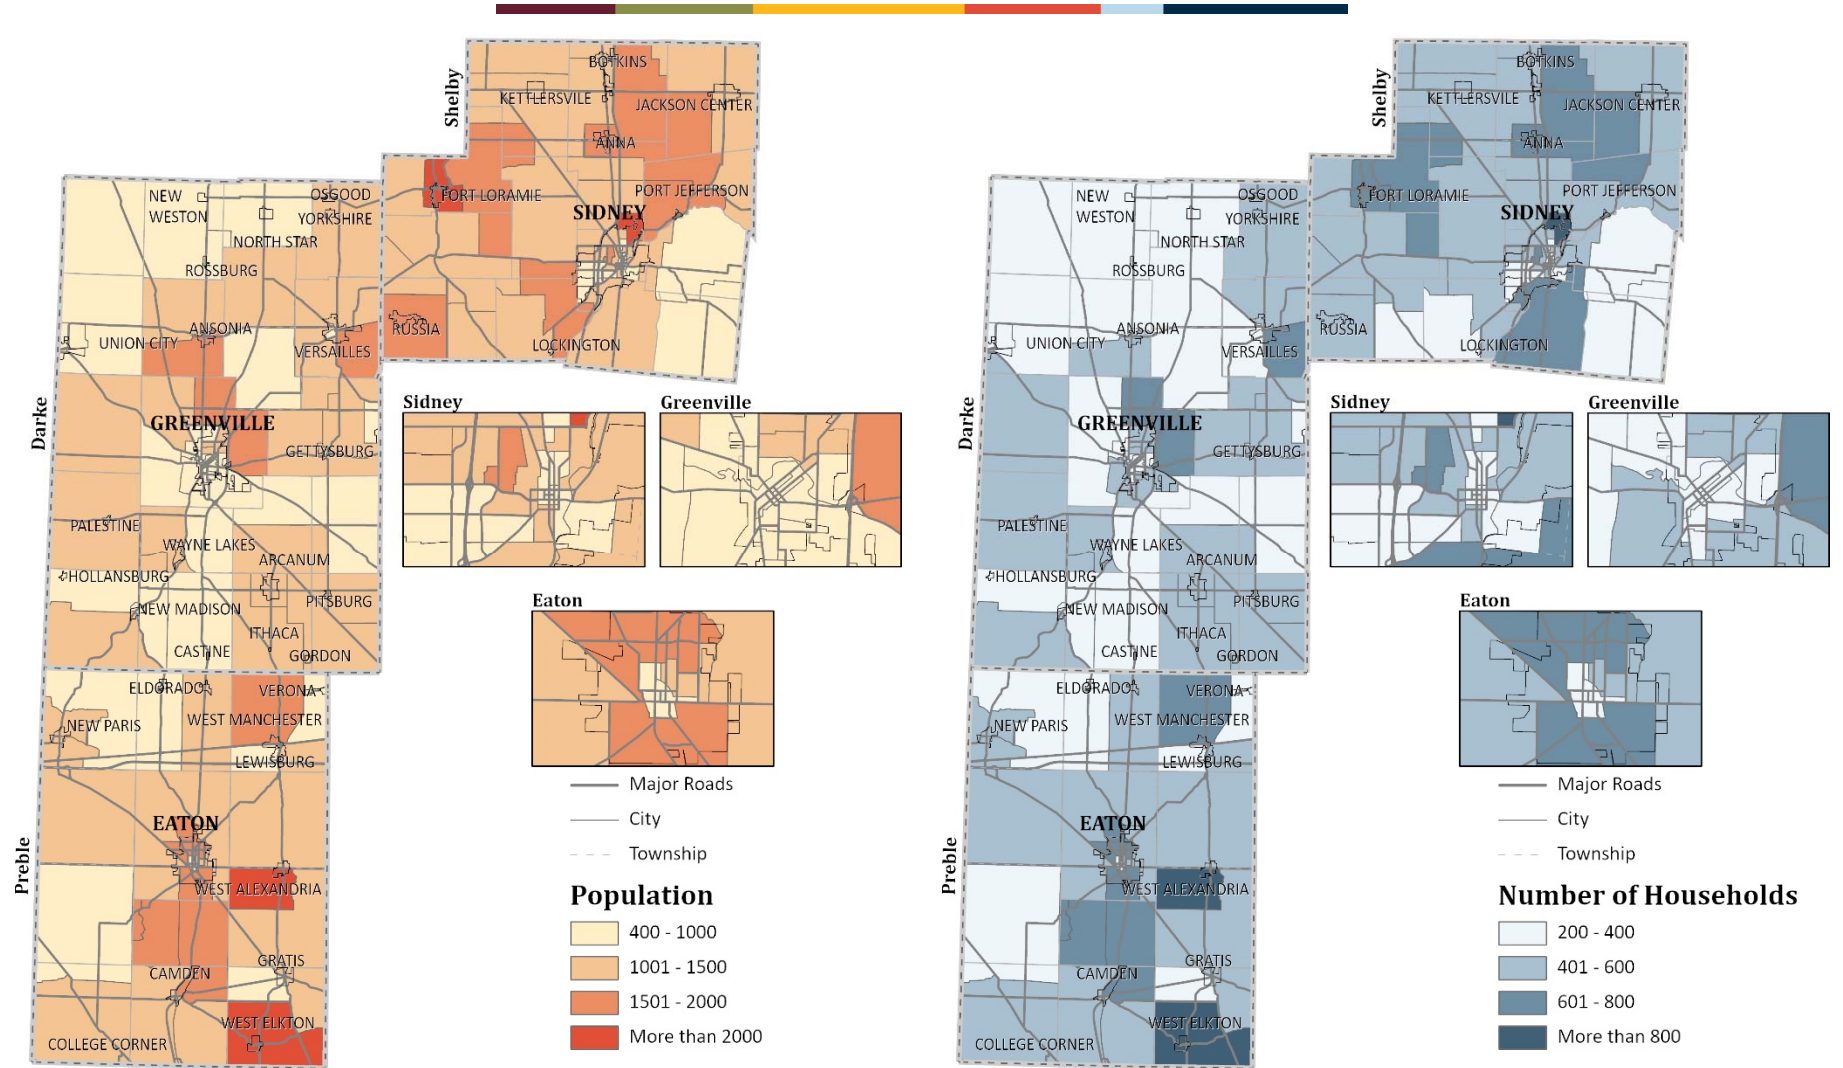 Shelby
BOTKINS
KETTLERSVILE
JACKSON CENTER
ANNA
FORT LORAMIE
PORT JEFFERSON
SIDNEY
RUSSIA
LOCKINGTON
NEW
WESTON
OSGOOD
YORKSHIRE
NORTH STAR
ROSSBURG
ANSONIA
UNION CITY
VERSAILLES
Darke
GREENVILLE
GETTYSBURG
PALESTINE
WAYNE LAKES
ARCANUM
HOLLANSBURG
NEW MADISON
PITSBURG
ITHACA
CASTINE
GORDON
Sidney
Greenville
Eaton
ELDORADO
VERONA
NEW PARIS
WEST MANCHESTER
LEWISBURG
EATON
Preble
WEST ALEXANDRIA
GRATIS
CAMDEN
WEST ELKTON
COLLEGE CORNER
Major Roads
City
Township
Population
400 - 1000
1001 - 1500
1501 - 2000
More than 2000
Shelby
BOTKINS
KETTLERSVILE
JACKSON CENTER
ANNA
FORT LORAMIE
PORT JEFFERSON
SIDNEY
RUSSIA
LOCKINGTON
NEW
WESTON
OSGOOD
YORKSHIRE
NORTH STAR
ROSSBURG
ANSONIA
UNION CITY
VERSAILLES
Darke
GREENVILLE
GETTYSBURG
PALESTINE
WAYNE LAKES
ARCANUM
HOLLANSBURG
NEW MADISON
PITSBURG
ITHACA
CASTINE
GORDON
Sidney
Greenville
Eaton
ELDORADO
VERONA
NEW PARIS
WEST MANCHESTER
LEWISBURG
EATON
Preble
WEST ALEXANDRIA
GRATIS
CAMDEN
WEST ELKTON
COLLEGE CORNER
Major Roads
City
Township
Number of Households
200 - 400
401 - 600
601 - 800
More than 800